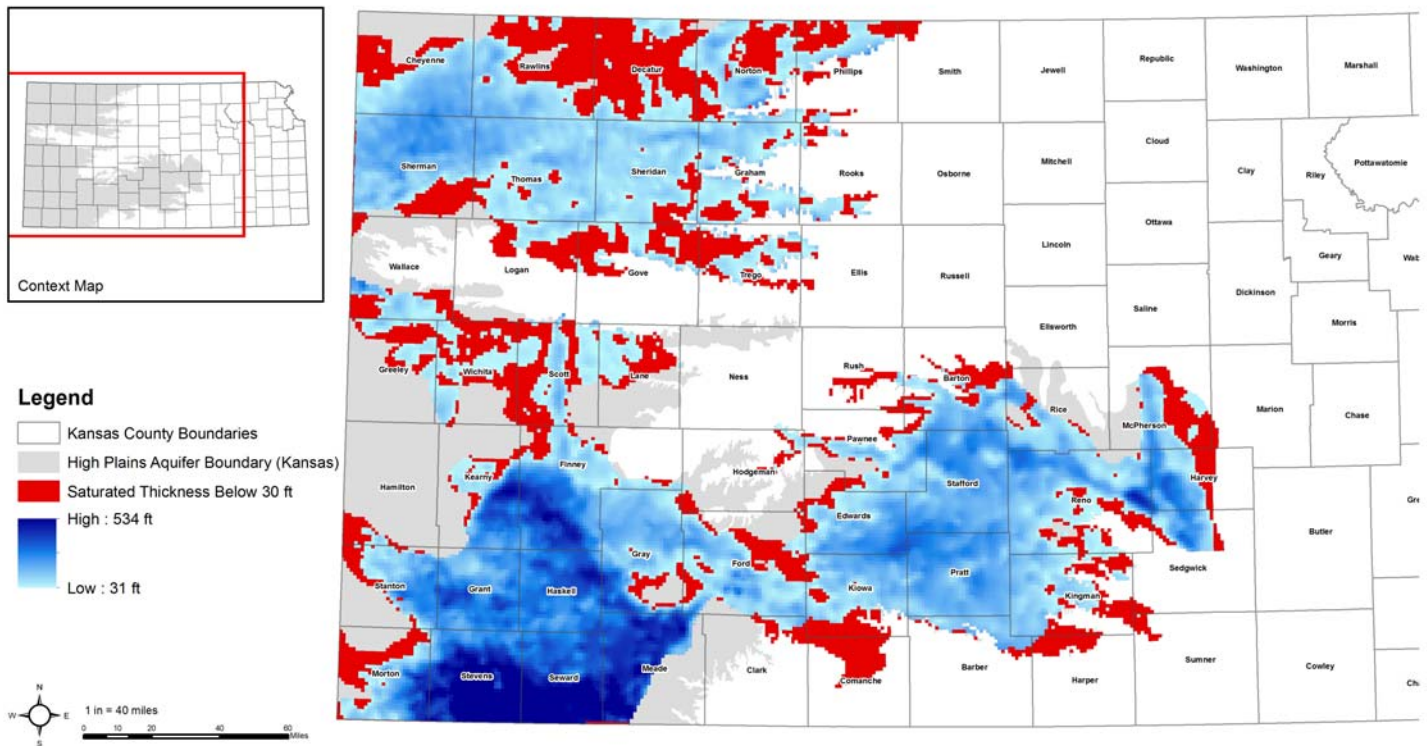 Context Map
Legend
Kansas County Boundaries
High Plains Aquifer Boundary (Kansas)
Saturated Thickness Below 30 ft
High : 534 ft
Low : 31 ft
N
W E
S
1 in = 40 miles
0 10 20 40 60
Miles
Cheyenne
Rawlins
Decatur
Norton
Phillips
Smith
Jewell
Republic
Washington
Marshall
Sherman
Thomas
Sheridan
Graham
Rooks
Osborne
Mitchell
Cloud
Clay
Riley
Pottawatomie
Ottawa
Wallace
Logan
Gove
Trego
Ellis
Russell
Lincoln
Geary
Wab
Dickinson
Saline
Morris
Ellsworth
Greeley
Wichita
Scott
Lane
Ness
Rush
Barton
Rice
McPherson
Marion
Chase
Pawnee
Hodgeman
Finney
Kearny
Hamilton
Stafford
Edwards
Reno
Harvey
Gre
Butler
Gray
Ford
Stanton
Grant
Haskell
Kiowa
Pratt
Kingman
Sedgwick
Morton
Stevens
Seward
Meade
Clark
Comanche
Barber
Harper
Sumner
Cowley
Ch